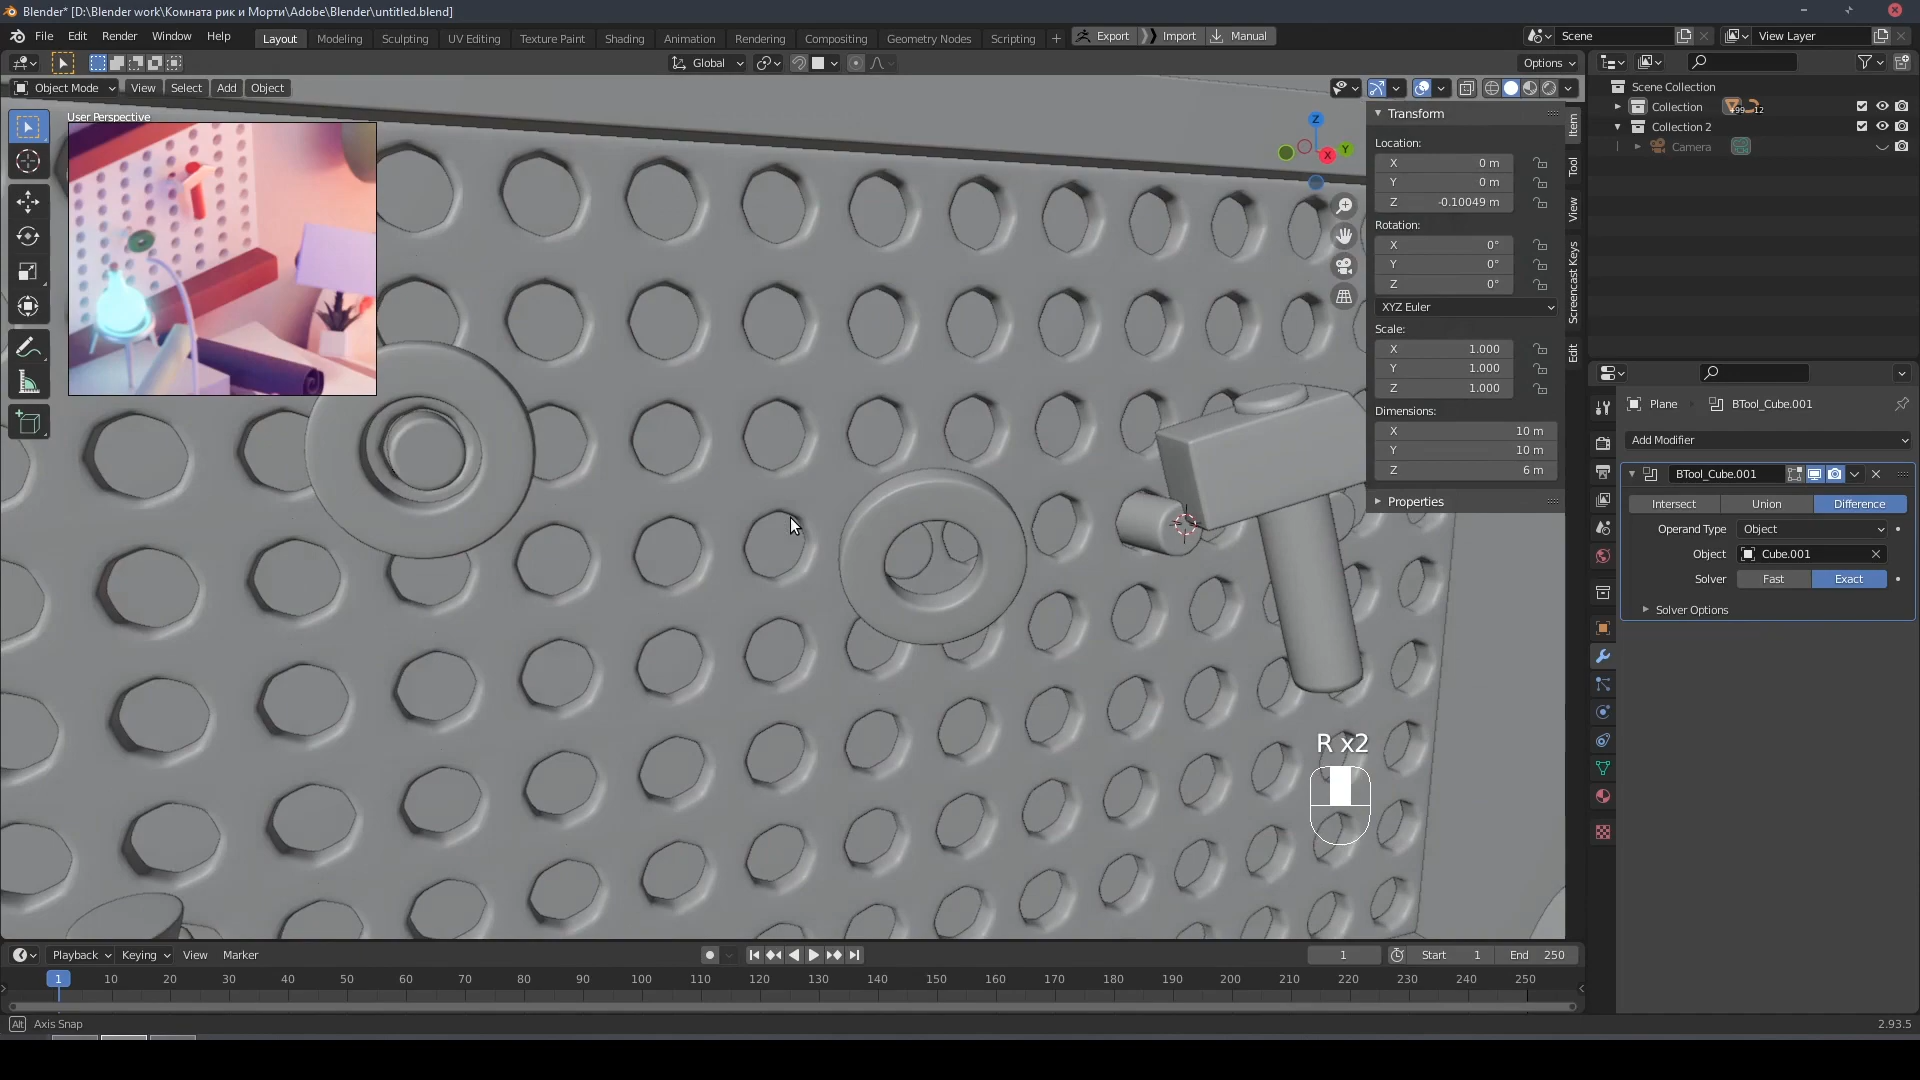 Blender* [D:\Blender work\Комната рик и Морти\Adobe\Blender\untitled.blend]
File Edit Render Window Help
Layout Modeling Sculpting UV Editing Texture Paint Shading Animation Rendering Compositing Geometry Nodes Scripting +
Export Import Manual
Scene
View Layer
Global
Options
Object Mode View Select Add Object
User Perspective
Z
Y
X
Transform
Location:
X 0 m
Y 0 m
Z -0.10049 m
Rotation:
X 0°
Y 0°
Z 0°
XYZ Euler
Scale:
X 1.000
Y 1.000
Z 1.000
Dimensions:
X 10 m
Y 10 m
Z 6 m
Properties
Item
Tool
View
Screencast Keys
Edit
Scene Collection
Collection 12
Collection 2
Camera
Plane BTool_Cube.001
Add Modifier
BTool_Cube.001
Intersect Union Difference
Operand Type Object
Object Cube.001
Solver Fast Exact
Solver Options
R x2
Playback Keying View Marker
1 Start 1 End 250
1 10 20 30 40 50 60 70 80 90 100 110 120 130 140 150 160 170 180 190 200 210 220 230 240 250
Alt Axis Snap
2.93.5